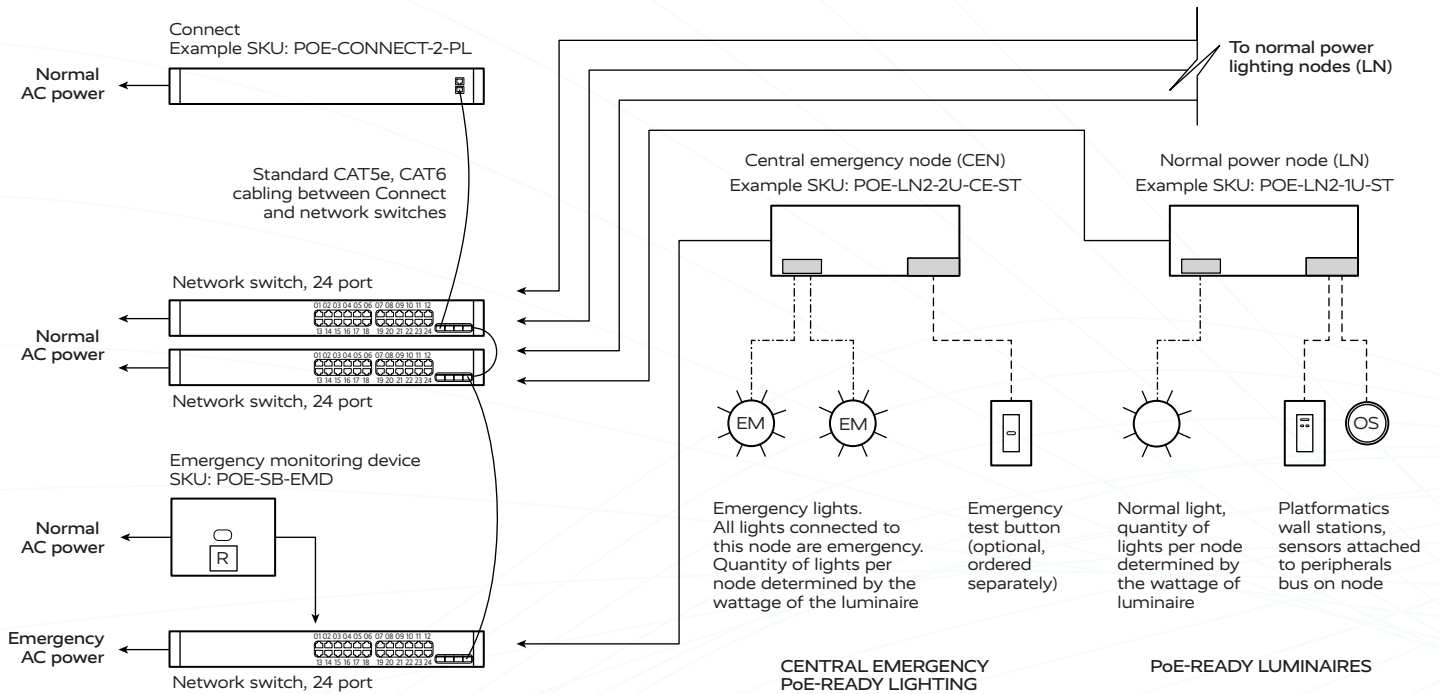 Connect
Example SKU: POE-CONNECT-2-PL
Normal
AC power
To normal power
lighting nodes (LN)
Standard CAT5e, CAT6
cabling between Connect
and network switches
Central emergency node (CEN)
Example SKU: POE-LN2-2U-CE-ST
Normal power node (LN)
Example SKU: POE-LN2-1U-ST
Network switch, 24 port
01 02 03 04 05 06 07 08 09 10 11 12
13 14 15 16 17 18 19 20 21 22 23 24
Normal
AC power
01 02 03 04 05 06 07 08 09 10 11 12
13 14 15 16 17 18 19 20 21 22 23 24
Network switch, 24 port
EM
EM
OS
Emergency monitoring device
SKU: POE-SB-EMD
Normal
AC power
R
Emergency lights.
All lights connected to
this node are emergency.
Quantity of lights per
node determined by the
wattage of the luminaire
Emergency
test button
(optional,
ordered
separately)
Normal light,
quantity of
lights per node
determined by
the wattage of
luminaire
Platformatics
wall stations,
sensors attached
to peripherals
bus on node
Emergency
AC power
01 02 03 04 05 06 07 08 09 10 11 12
13 14 15 16 17 18 19 20 21 22 23 24
Network switch, 24 port
CENTRAL EMERGENCY
PoE-READY LIGHTING
PoE-READY LUMINAIRES